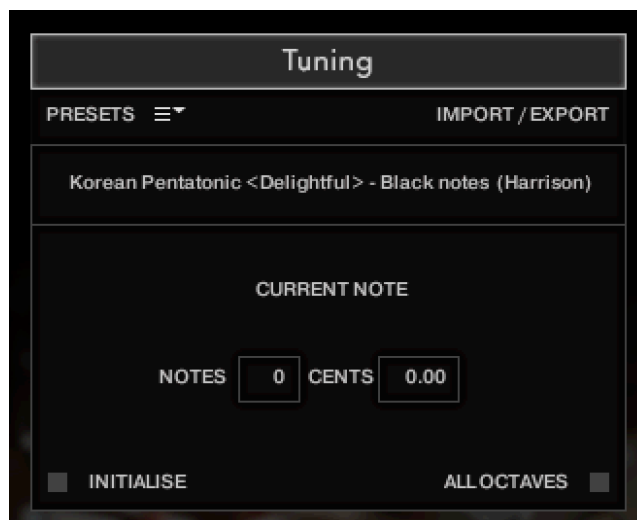 Tuning
PRESETS IMPORT / EXPORT
Korean Pentatonic <Delightful> - Black notes (Harrison)
CURRENT NOTE
NOTES 0 CENTS 0.00
INITIALISE ALL OCTAVES